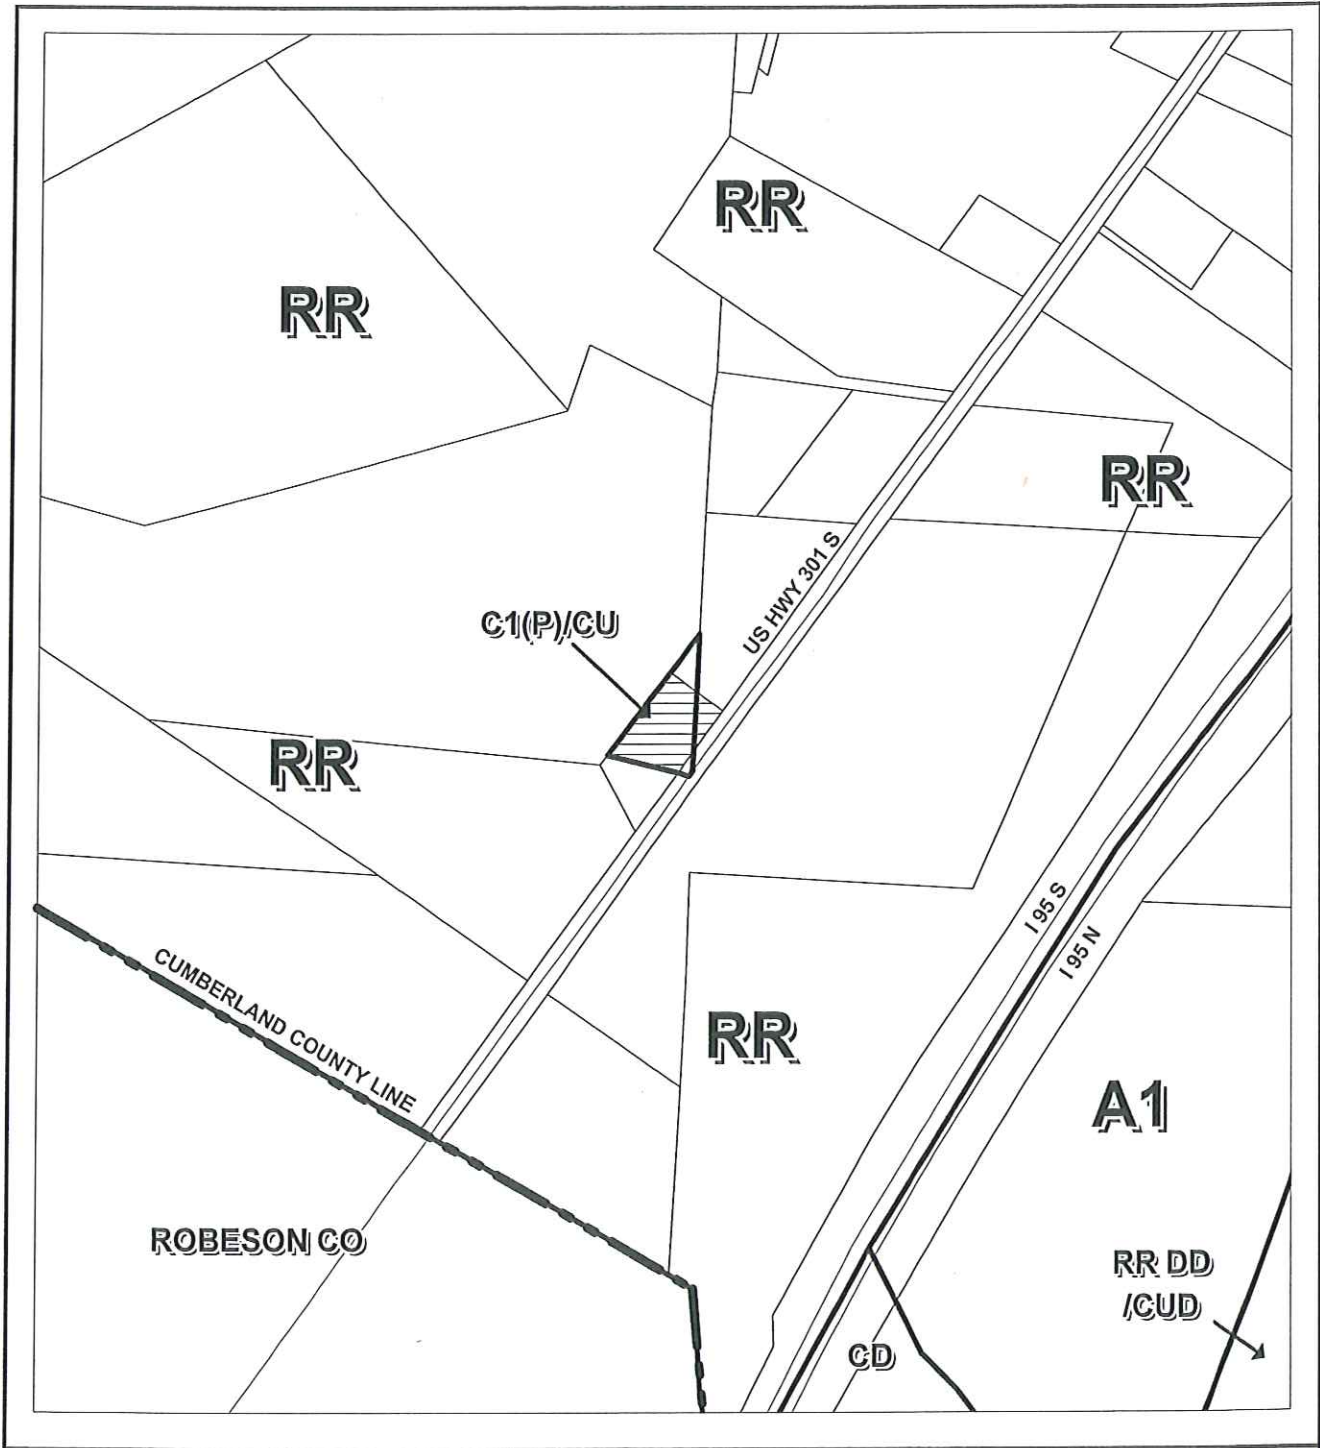 RR
RR
RR
US HWY 301 S
C1(P)/CU
RR
I 95 S
I 95 N
CUMBERLAND COUNTY LINE
RR
A1
ROBESON CO
RR DD
/CUD
CD